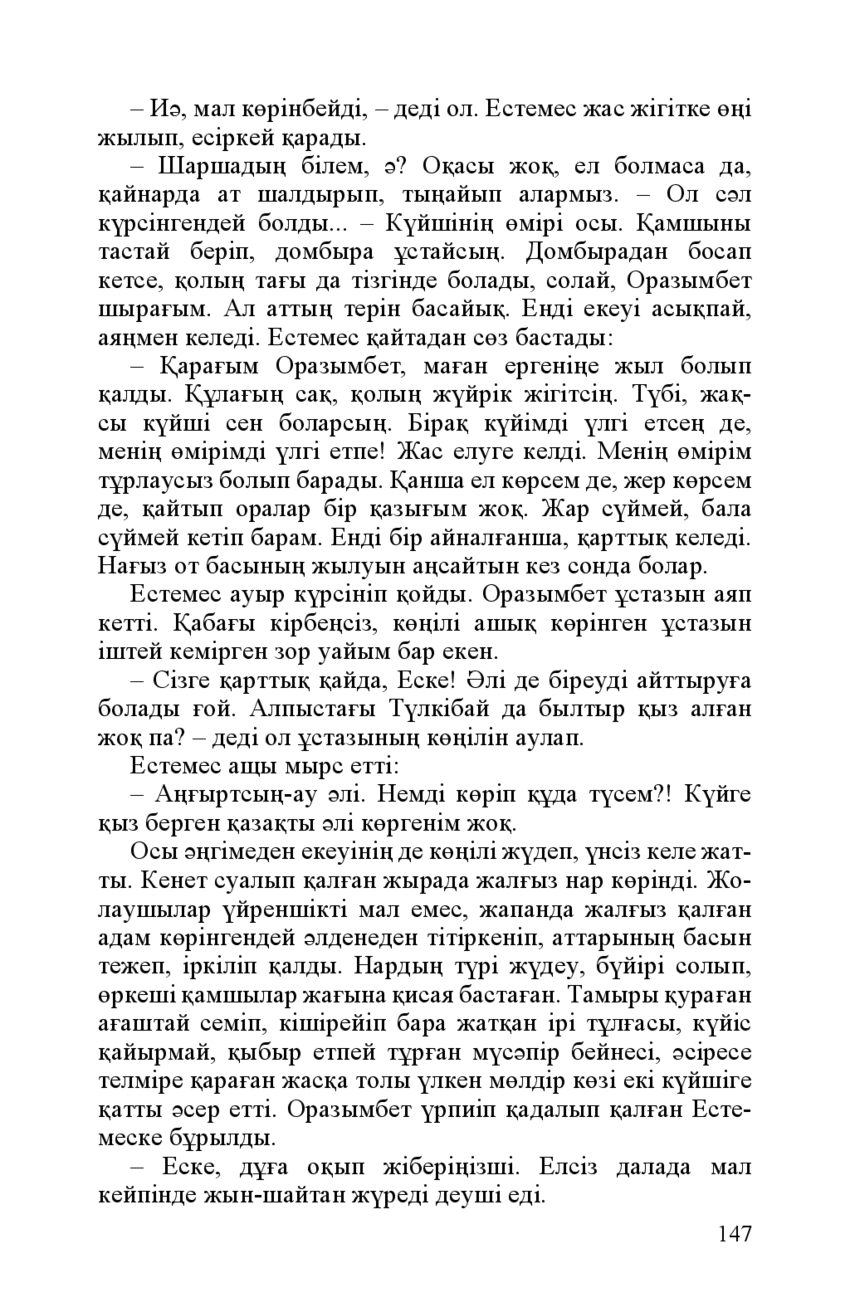 – Иә, мал көрінбейді, – деді ол. Естемес жас жігітке өңі
жылып, есіркей қарады.
– Шаршадың білем, ә? Оқасы жоқ, ел болмаса да,
қайнарда ат шалдырып, тыңайып алармыз. – Ол сәл
күрсінгендей болды... – Күйшінің өмірі осы. Қамшыны
тастай беріп, домбыра ұстайсың. Домбырадан босап
кетсе, қолың тағы да тізгінде болады, солай, Оразымбет
шырағым. Ал аттың терін басайық. Енді екеуі асықпай,
аяңмен келеді. Естемес қайтадан сөз бастады:
– Қарағым Оразымбет, маған ергеніңе жыл болып
қалды. Құлағың сақ, қолың жүйрік жігітсің. Түбі, жақ-
сы күйші сен боларсың. Бірақ күйімді үлгі етсең де,
менің өмірімді үлгі етпе! Жас елуге келді. Менің өмірім
тұрлаусыз болып барады. Қанша ел көрсем де, жер көрсем
де, қайтып оралар бір қазығым жоқ. Жар сүймей, бала
сүймей кетіп барам. Енді бір айналғанша, қарттық келеді.
Нағыз от басының жылуын аңсайтын кез сонда болар.
Естемес ауыр күрсініп қойды. Оразымбет ұстазын аяп
кетті. Қабағы кірбеңсіз, көңілі ашық көрінген ұстазын
іштей кемірген зор уайым бар екен.
– Сізге қарттық қайда, Еске! Әлі де біреуді айттыруға
болады ғой. Алпыстағы Түлкібай да былтыр қыз алған
жоқ па? – деді ол ұстазының көңілін аулап.
Естемес ащы мырс етті:
– Аңғыртсың-ау әлі. Немді көріп құда түсем?! Күйге
қыз берген қазақты әлі көргенім жоқ.
Осы әңгімеден екеуінің де көңілі жүдеп, үнсіз келе жат-
ты. Кенет суалып қалған жырада жалғыз нар көрінді. Жо-
лаушылар үйреншікті мал емес, жапанда жалғыз қалған
адам көрінгендей әлденеден тітіркеніп, аттарының басын
тежеп, іркіліп қалды. Нардың түрі жүдеу, бүйірі солып,
өркеші қамшылар жағына қисая бастаған. Тамыры қураған
ағаштай семіп, кішірейіп бара жатқан ірі тұлғасы, күйіс
қайырмай, қыбыр етпей тұрған мүсәпір бейнесі, әсіресе
телміре қараған жасқа толы үлкен мөлдір көзі екі күйшіге
қатты әсер етті. Оразымбет үрпиіп қадалып қалған Есте-
меске бұрылды.
– Еске, дұға оқып жіберіңізші. Елсіз далада мал
кейпінде жын-шайтан жүреді деуші еді.
147